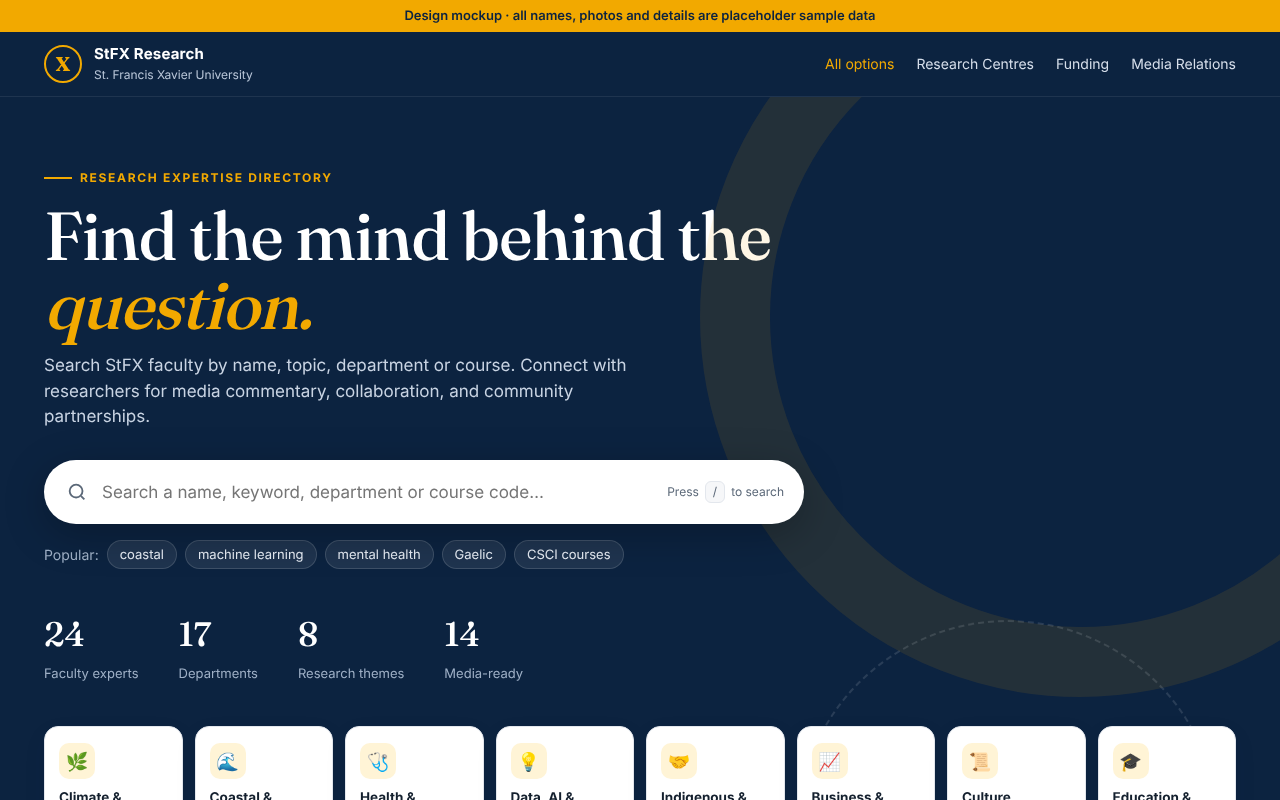 Design mockup · all names, photos and details are placeholder sample data
X
StFX Research
St. Francis Xavier University
All options
Research Centres
Funding
Media Relations
RESEARCH EXPERTISE DIRECTORY
Find the mind behind the
question.
Search StFX faculty by name, topic, department or course. Connect with
researchers for media commentary, collaboration, and community
partnerships.
Search a name, keyword, department or course code...
Press / to search
Popular:
coastal
machine learning
mental health
Gaelic
CSCI courses
24
Faculty experts
17
Departments
8
Research themes
14
Media-ready
Climate &
Coastal &
Health &
Data, AI &
Indigenous &
Business &
Culture
Education &